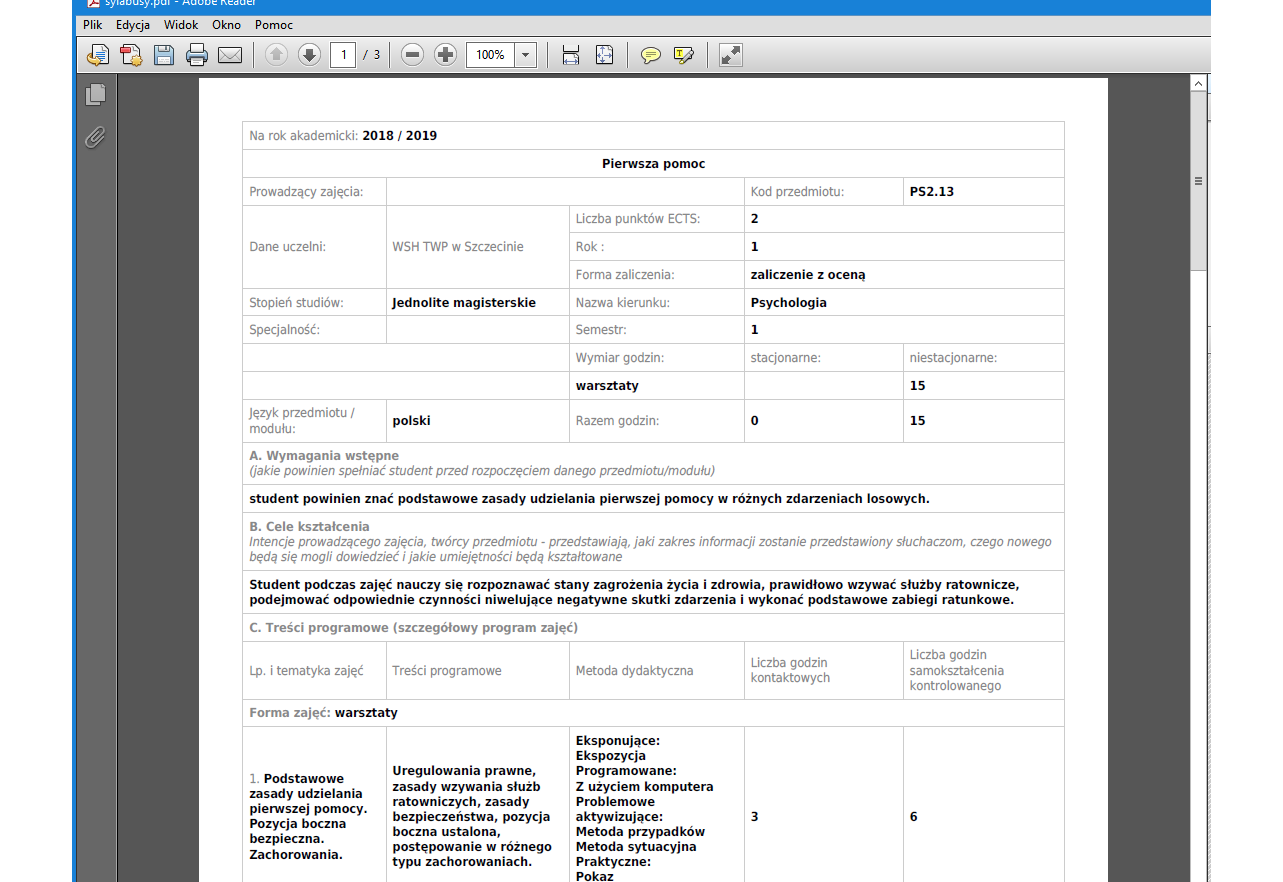 sylabusy.pdf - Adobe Reader
Plik Edycja Widok Okno Pomoc
1 / 3 100%
Na rok akademicki: 2018 / 2019
Pierwsza pomoc
Prowadzący zajęcia: Kod przedmiotu: PS2.13
Dane uczelni: WSH TWP w Szczecinie
Liczba punktów ECTS: 2
Rok : 1
Forma zaliczenia: zaliczenie z oceną
Stopień studiów: Jednolite magisterskie Nazwa kierunku: Psychologia
Specjalność: Semestr: 1
Wymiar godzin: stacjonarne: niestacjonarne:
warsztaty 15
Język przedmiotu /
modułu:
polski Razem godzin: 0 15
A. Wymagania wstępne
(jakie powinien spełniać student przed rozpoczęciem danego przedmiotu/modułu)
student powinien znać podstawowe zasady udzielania pierwszej pomocy w różnych zdarzeniach losowych.
B. Cele kształcenia
Intencje prowadzącego zajęcia, twórcy przedmiotu - przedstawiają, jaki zakres informacji zostanie przedstawiony słuchaczom, czego nowego
będą się mogli dowiedzieć i jakie umiejętności będą kształtowane
Student podczas zajęć nauczy się rozpoznawać stany zagrożenia życia i zdrowia, prawidłowo wzywać służby ratownicze,
podejmować odpowiednie czynności niwelujące negatywne skutki zdarzenia i wykonać podstawowe zabiegi ratunkowe.
C. Treści programowe (szczegółowy program zajęć)
Lp. i tematyka zajęć Treści programowe Metoda dydaktyczna
Liczba godzin
kontaktowych
Liczba godzin
samokształcenia
kontrolowanego
Forma zajęć: warsztaty
1. Podstawowe
zasady udzielania
pierwszej pomocy.
Pozycja boczna
bezpieczna.
Zachorowania.
Uregulowania prawne,
zasady wzywania służb
ratowniczych, zasady
bezpieczeństwa, pozycja
boczna ustalona,
postępowanie w różnego
typu zachorowaniach.
Eksponujące:
Ekspozycja
Programowane:
Z użyciem komputera
Problemowe
aktywizujące:
Metoda przypadków
Metoda sytuacyjna
Praktyczne:
Pokaz
3
6